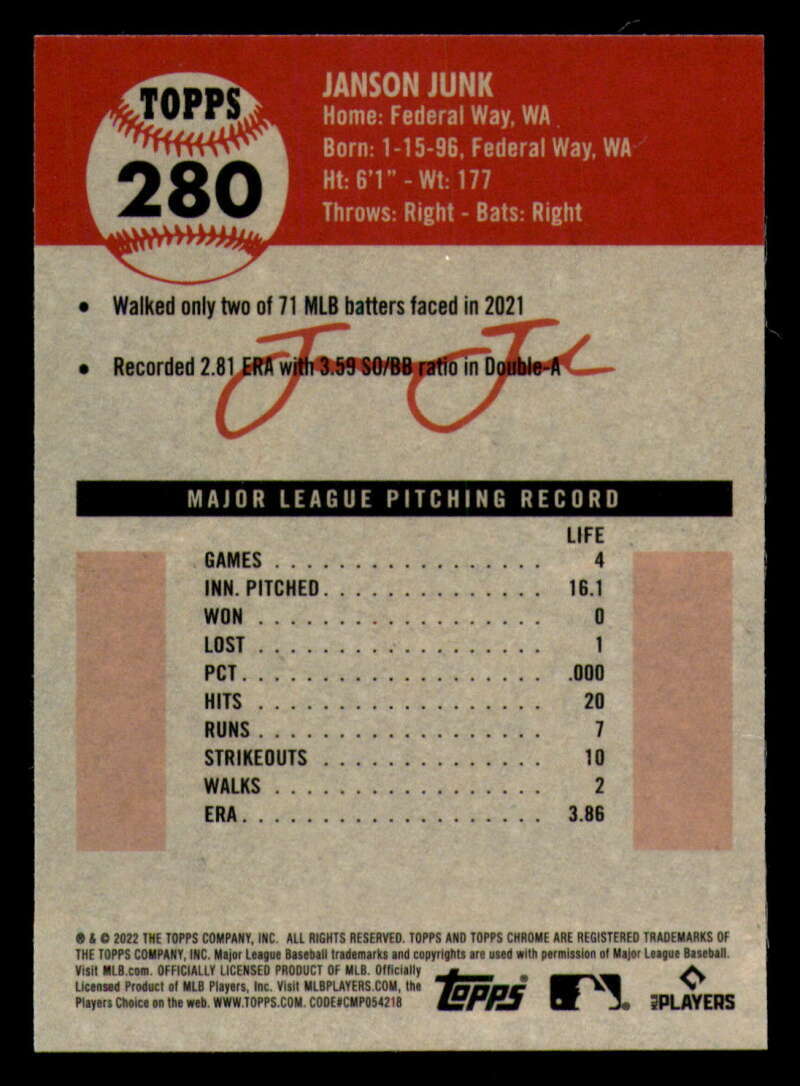 TOPPS
280
JANSON JUNK
Home: Federal Way, WA
Born: 1-15-96, Federal Way, WA
Ht: 6'1" - Wt: 177
Throws: Right - Bats: Right
• Walked only two of 71 MLB batters faced in 2021
• Recorded 2.81 ERA with 3.59 SO/BB ratio in Double-A
MAJOR LEAGUE PITCHING RECORD
LIFE
GAMES . . . . . . . . . . . . . . . . . 4
INN. PITCHED. . . . . . . . . . . . . . 16.1
WON . . . . . . . . . . . . . . . . . . 0
LOST . . . . . . . . . . . . . . . . . . 1
PCT. . . . . . . . . . . . . . . . . . . .000
HITS . . . . . . . . . . . . . . . . . . 20
RUNS . . . . . . . . . . . . . . . . . . 7
STRIKEOUTS . . . . . . . . . . . . . . 10
WALKS . . . . . . . . . . . . . . . . . 2
ERA. . . . . . . . . . . . . . . . . . . 3.86
® & © 2022 THE TOPPS COMPANY, INC. ALL RIGHTS RESERVED. TOPPS AND TOPPS CHROME ARE REGISTERED TRADEMARKS OF
THE TOPPS COMPANY, INC. Major League Baseball trademarks and copyrights are used with permission of Major League Baseball.
Visit MLB.com. OFFICIALLY LICENSED PRODUCT OF MLB. Officially
Licensed Product of MLB Players, Inc. Visit MLBPLAYERS.COM, the
Players Choice on the web. WWW.TOPPS.COM. CODE#CMP054218
TOPPS®
MLB PLAYERS